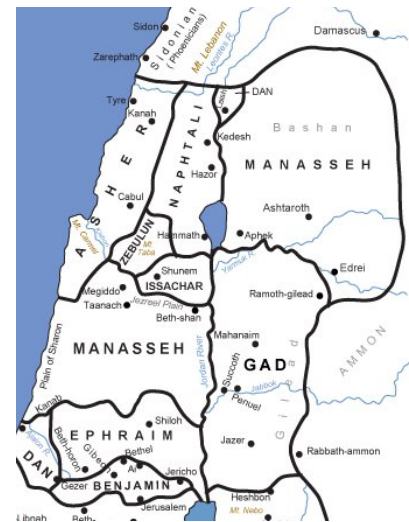 Sidon
Sidonian
(Phoenicians)
Damascus
Zarephath
Mt. Lebanon
Leontes R.
DAN
Laish
Tyre
Kanah
ASHER
NAPHTALI
Kedesh
Hazor
Bashan
MANASSEH
Cabul
Ashtaroth
Mt. Carmel
Kishon
ZEBULUN
Mt. Tabor
Hammath
Aphek
Yarmuk R.
Edrei
Shunem
ISSACHAR
Megiddo
Taanach
Jezreel Plain
Beth-shan
Ramoth-gilead
Plain of Sharon
MANASSEH
Jordan River
Mahanaim
GAD
Succoth
Jabbok
Penuel
Gilead
AMMON
Kanah
Shiloh
EPHRAIM
Jazer
Beth-horon
Gibeon
Bethel
Ai
Jericho
Rabbath-ammon
DAN
Gezer
BENJAMIN
Heshbon
Mt. Nebo
Jerusalem
Libnah
Beth-